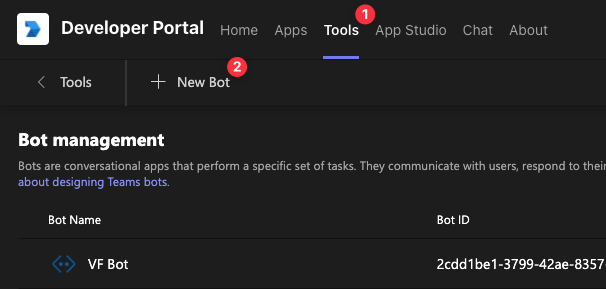 Developer Portal Home Apps Tools App Studio Chat About
1
Tools New Bot
2
Bot management
Bots are conversational apps that perform a specific set of tasks. They communicate with users, respond to their
about designing Teams bots.
Bot Name Bot ID
VF Bot 2cdd1be1-3799-42ae-8357